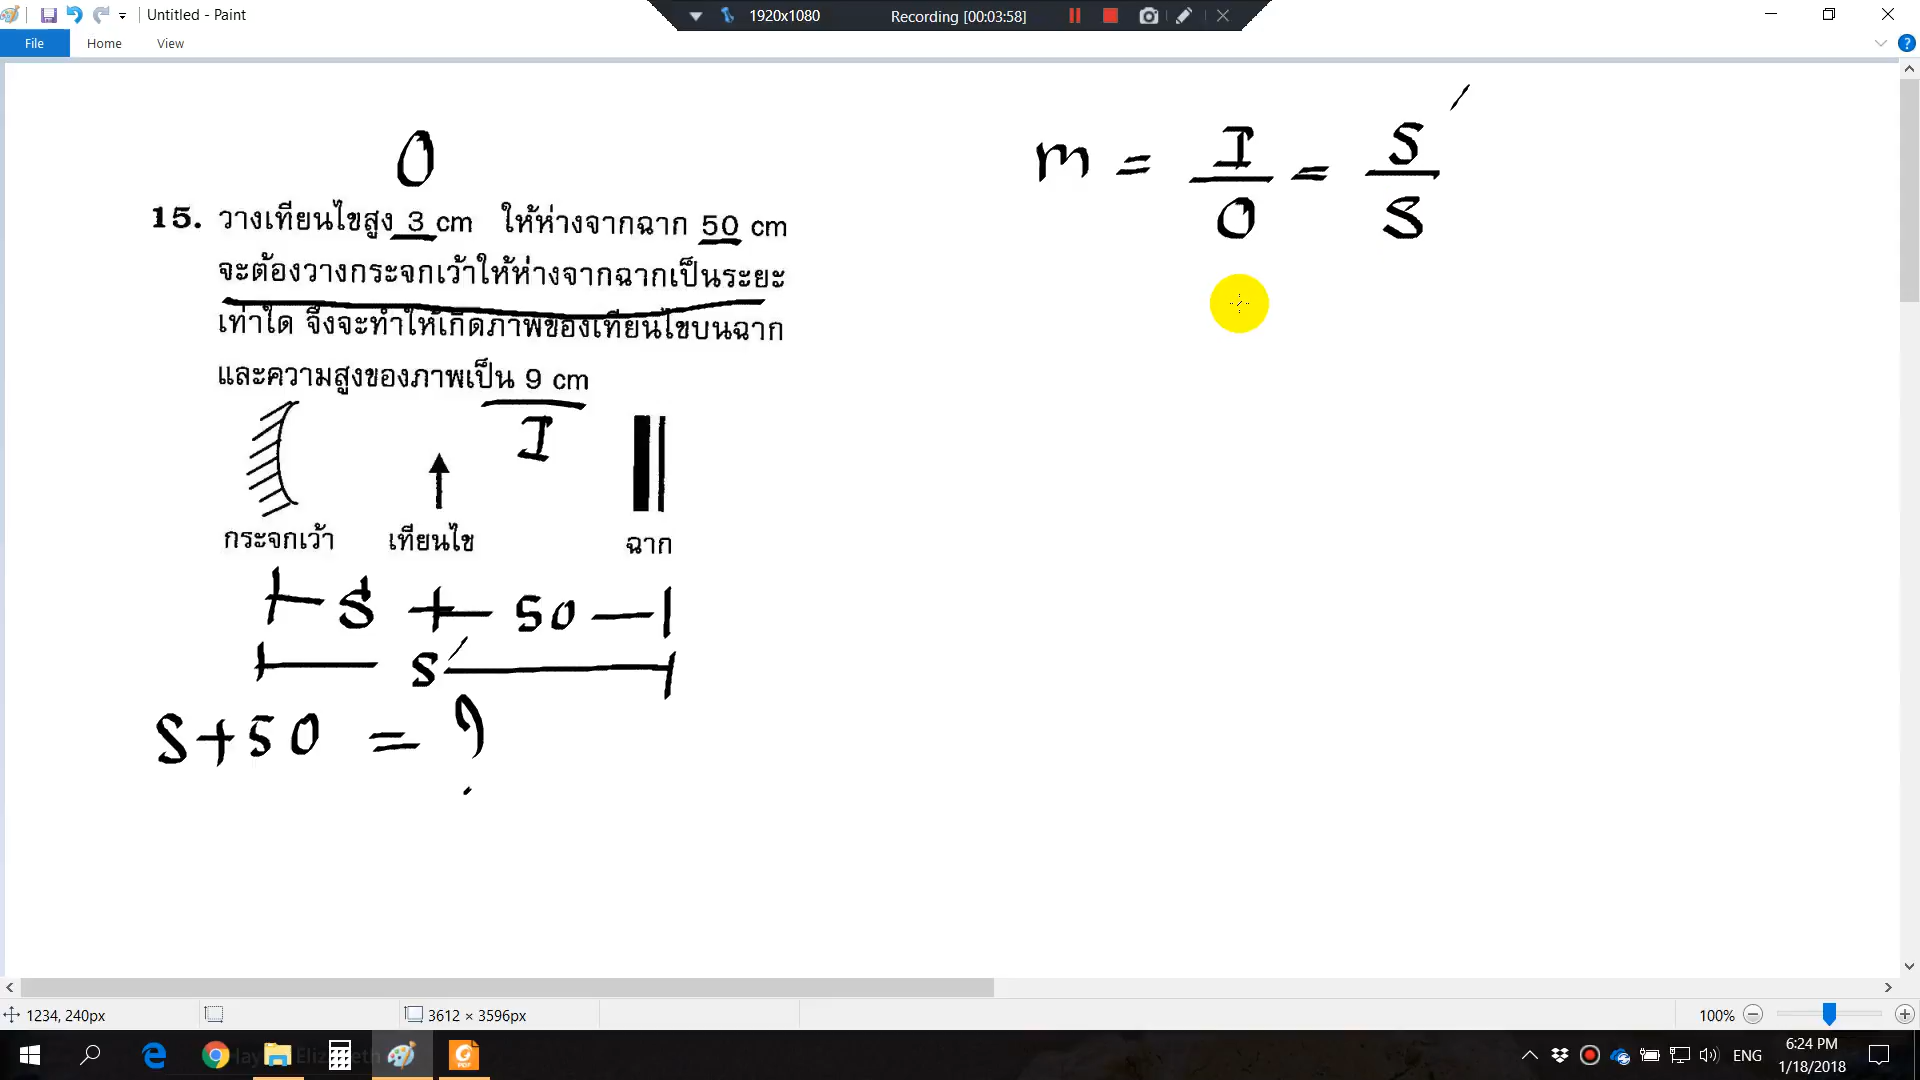 Untitled - Paint
1920x1080
Recording [00:03:58]
File
Home
View
O
m = I/O = S′/S
15. วางเทียนไขสูง 3 cm ให้ห่างจากฉาก 50 cm
จะต้องวางกระจกเว้าให้ห่างจากฉากเป็นระยะ
เท่าใด จึงจะทำให้เกิดภาพของเทียนไขบนฉาก
และความสูงของภาพเป็น 9 cm
I
กระจกเว้า
เทียนไข
ฉาก
S
50
S′
S+50 = ?
1234, 240px
3612 × 3596px
100%
ENG
6:24 PM
1/18/2018